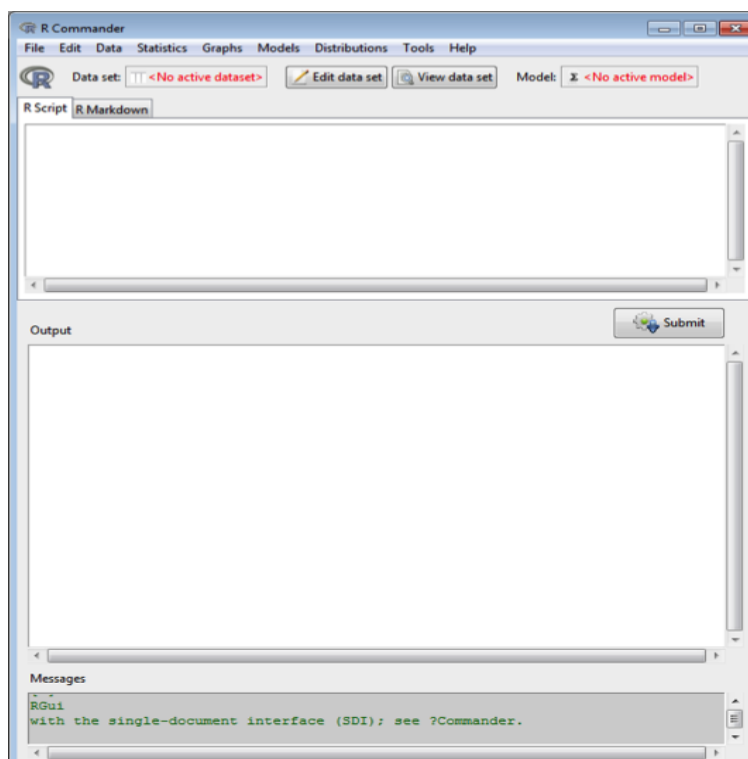 R Commander
File Edit Data Statistics Graphs Models Distributions Tools Help
R Data set: <No active dataset> Edit data set View data set Model: Σ <No active model>
R Script R Markdown
Output Submit
Messages
RGui
with the single-document interface (SDI); see ?Commander.